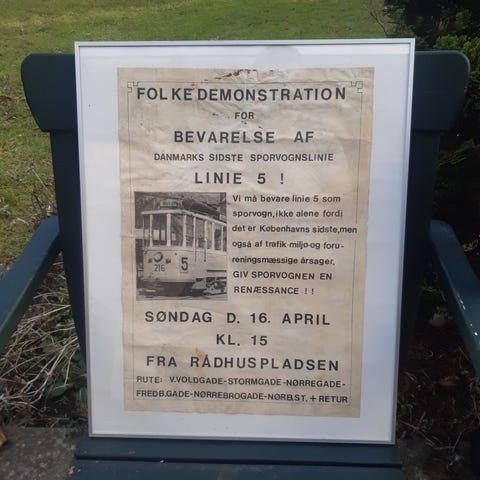 FOLKEDEMONSTRATION
FOR
BEVARELSE AF
DANMARKS SIDSTE SPORVOGNSLINIE
LINIE 5 !
Vi må bevare linie 5 som
sporvogn, ikke alene fordi
det er Københavns sidste, men
også af trafik-miljø-og foru-
reningsmæssige årsager,
GIV SPORVOGNEN EN
RENÆSSANCE !!
216
5
SØNDAG D. 16. APRIL
KL. 15
FRA RÅDHUSPLADSEN
RUTE: V.VOLDGADE-STORMGADE-NØRREGADE-
FREDB.GADE-NØRREBROGADE-NØRB.ST. + RETUR